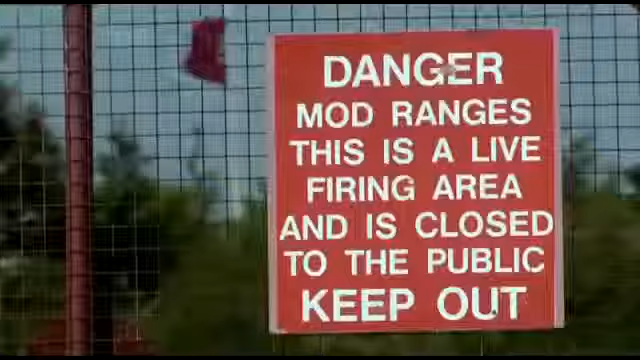 DANGER
MOD RANGES
THIS IS A LIVE
FIRING AREA
AND IS CLOSED
TO THE PUBLIC
KEEP OUT